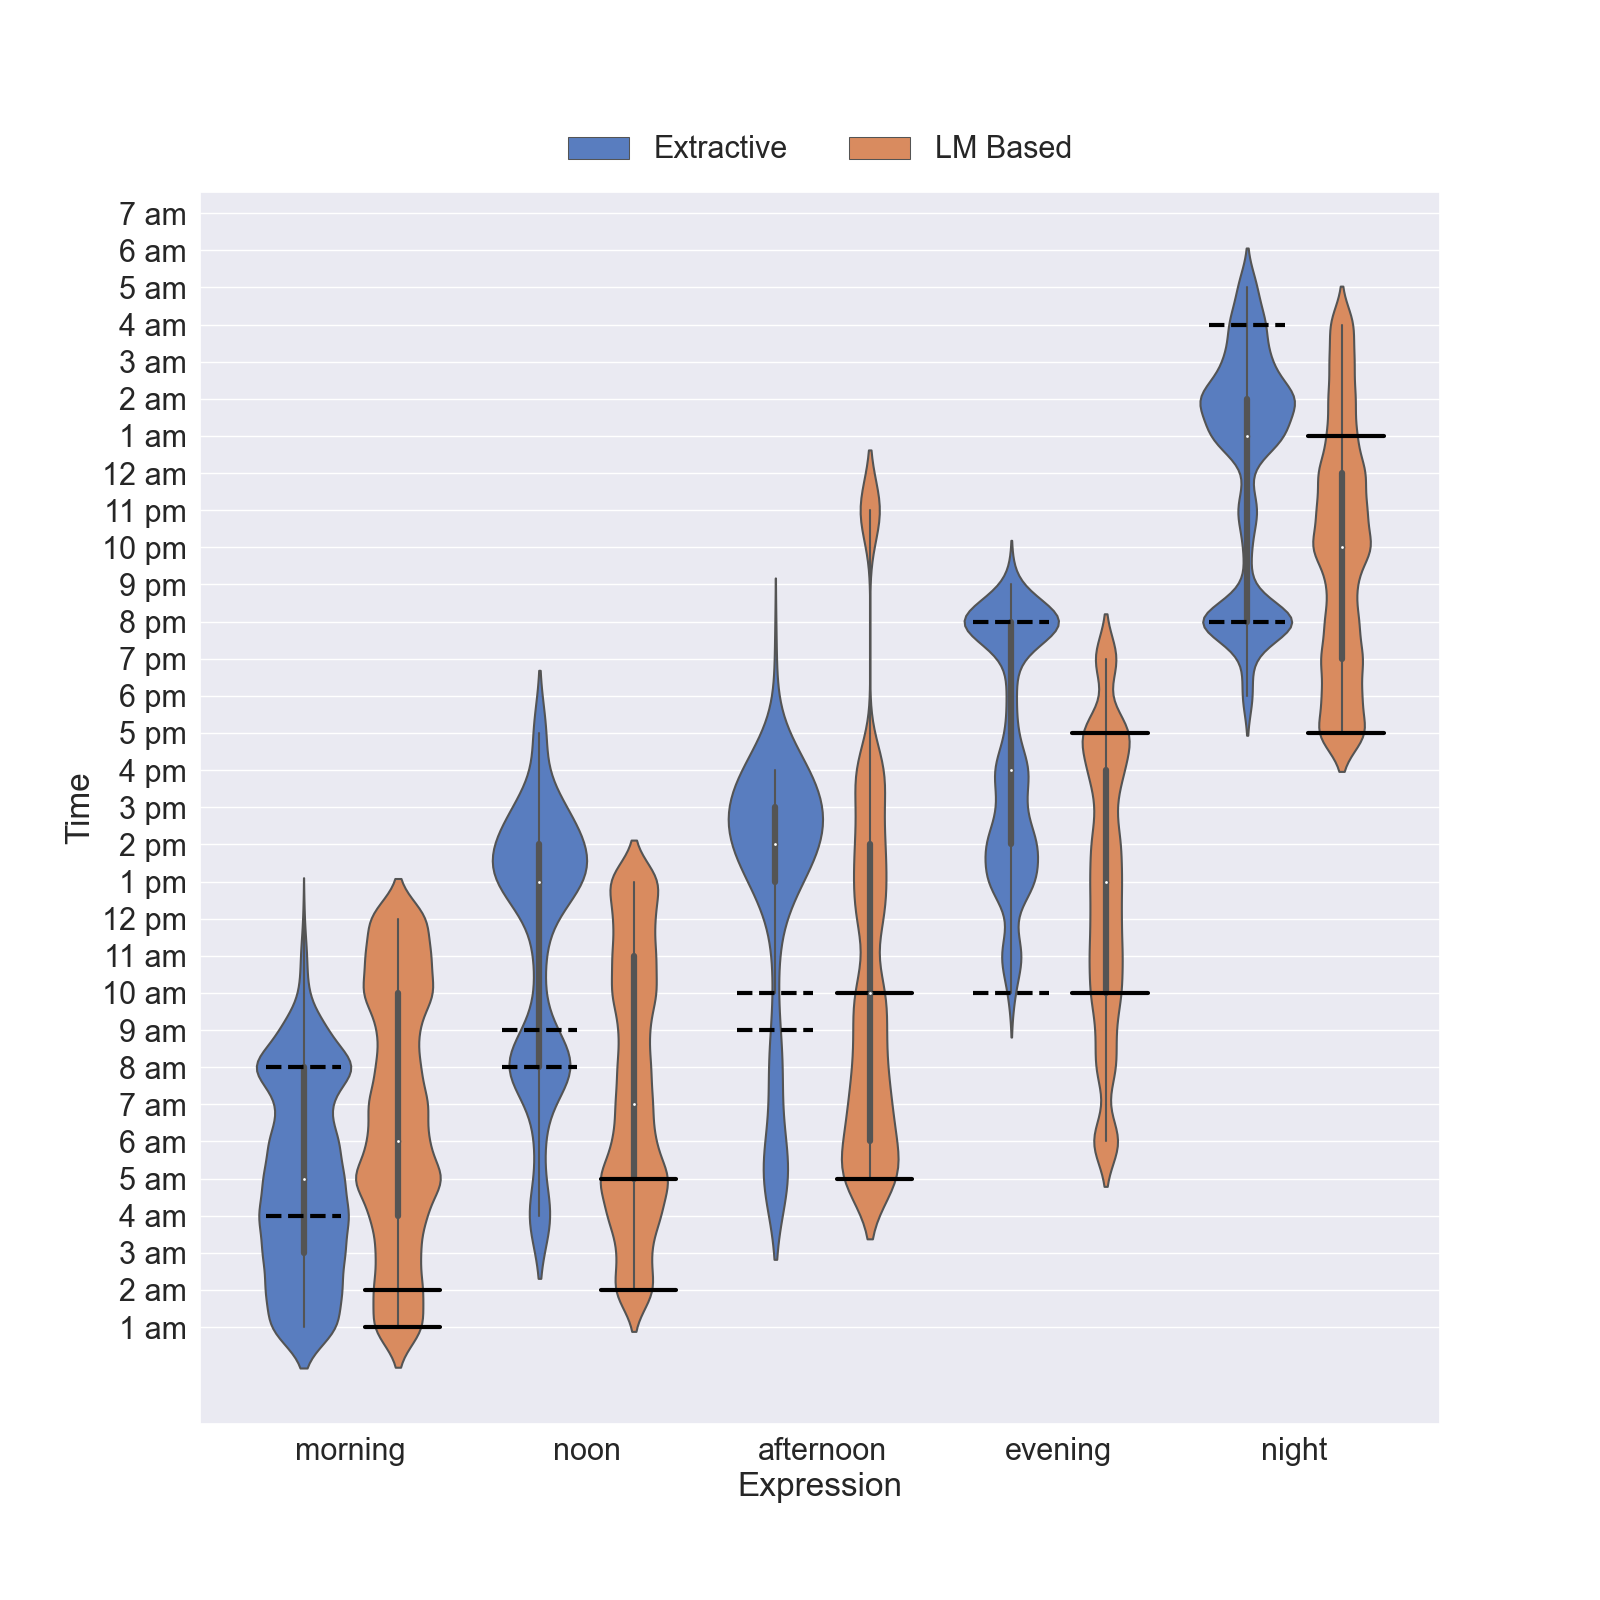 Extractive LM Based
7 am
6 am
5 am
4 am
3 am
2 am
1 am
12 am
11 pm
10 pm
9 pm
8 pm
7 pm
6 pm
5 pm
4 pm
3 pm
2 pm
1 pm
12 pm
11 am
10 am
9 am
8 am
7 am
6 am
5 am
4 am
3 am
2 am
1 am
Time
morning noon afternoon evening night
Expression